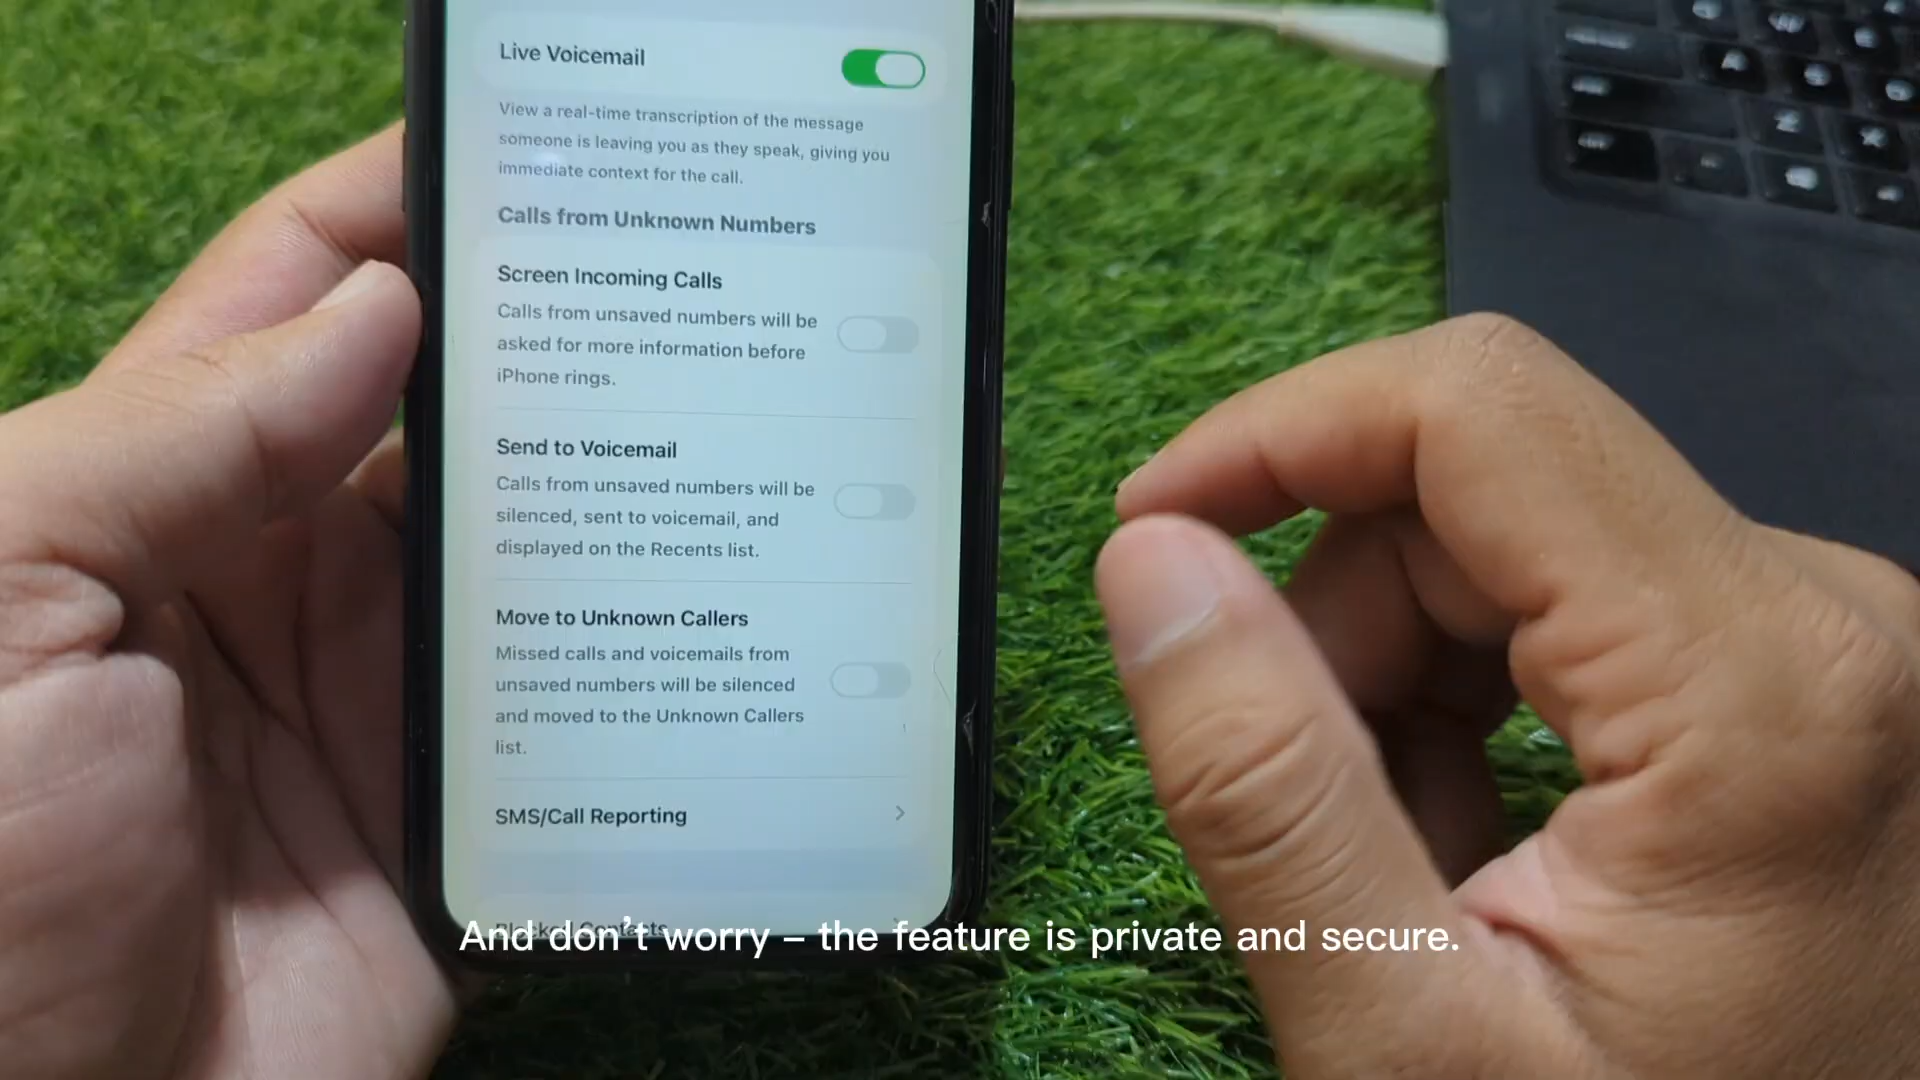 Live Voicemail
View a real-time transcription of the message
someone is leaving you as they speak, giving you
immediate context for the call.
Calls from Unknown Numbers
Screen Incoming Calls
Calls from unsaved numbers will be
asked for more information before
iPhone rings.
Send to Voicemail
Calls from unsaved numbers will be
silenced, sent to voicemail, and
displayed on the Recents list.
Move to Unknown Callers
Missed calls and voicemails from
unsaved numbers will be silenced
and moved to the Unknown Callers
list.
SMS/Call Reporting
Blocked Contacts
And don't worry – the feature is private and secure.